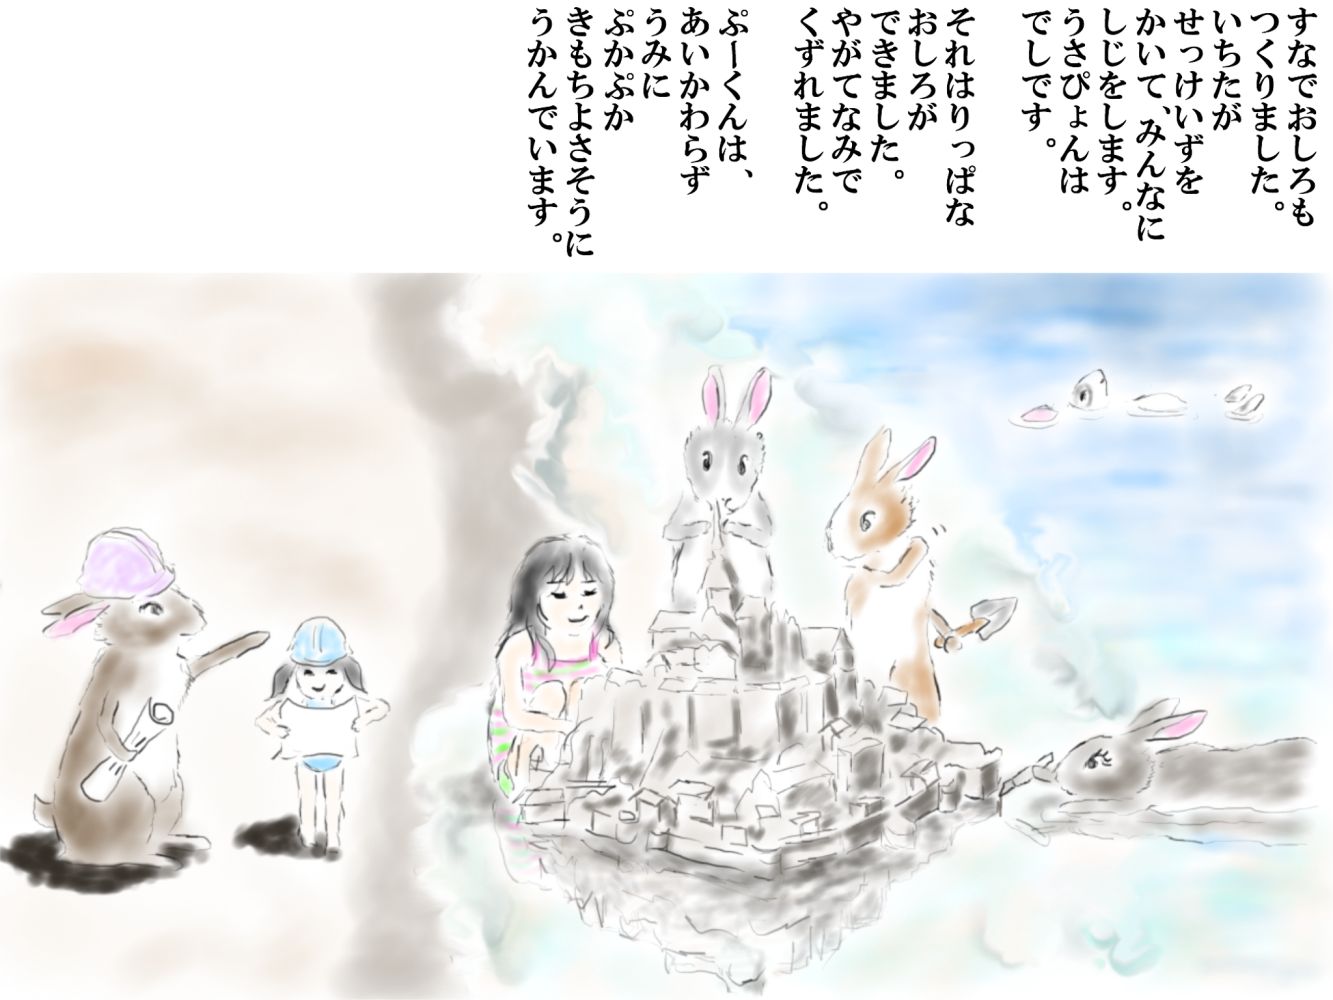 すなでおしろも
つくりました。
いちたが
せっけいずを
かいて、みんなに
しじをします。
うさぴょんは
でしです。
それはりっぱな
おしろが
できました。
やがてなみで
くずれました。
ぷーくんは、
あいかわらず
うみに
ぷかぷか
きもちよさそうに
うかんでいます。